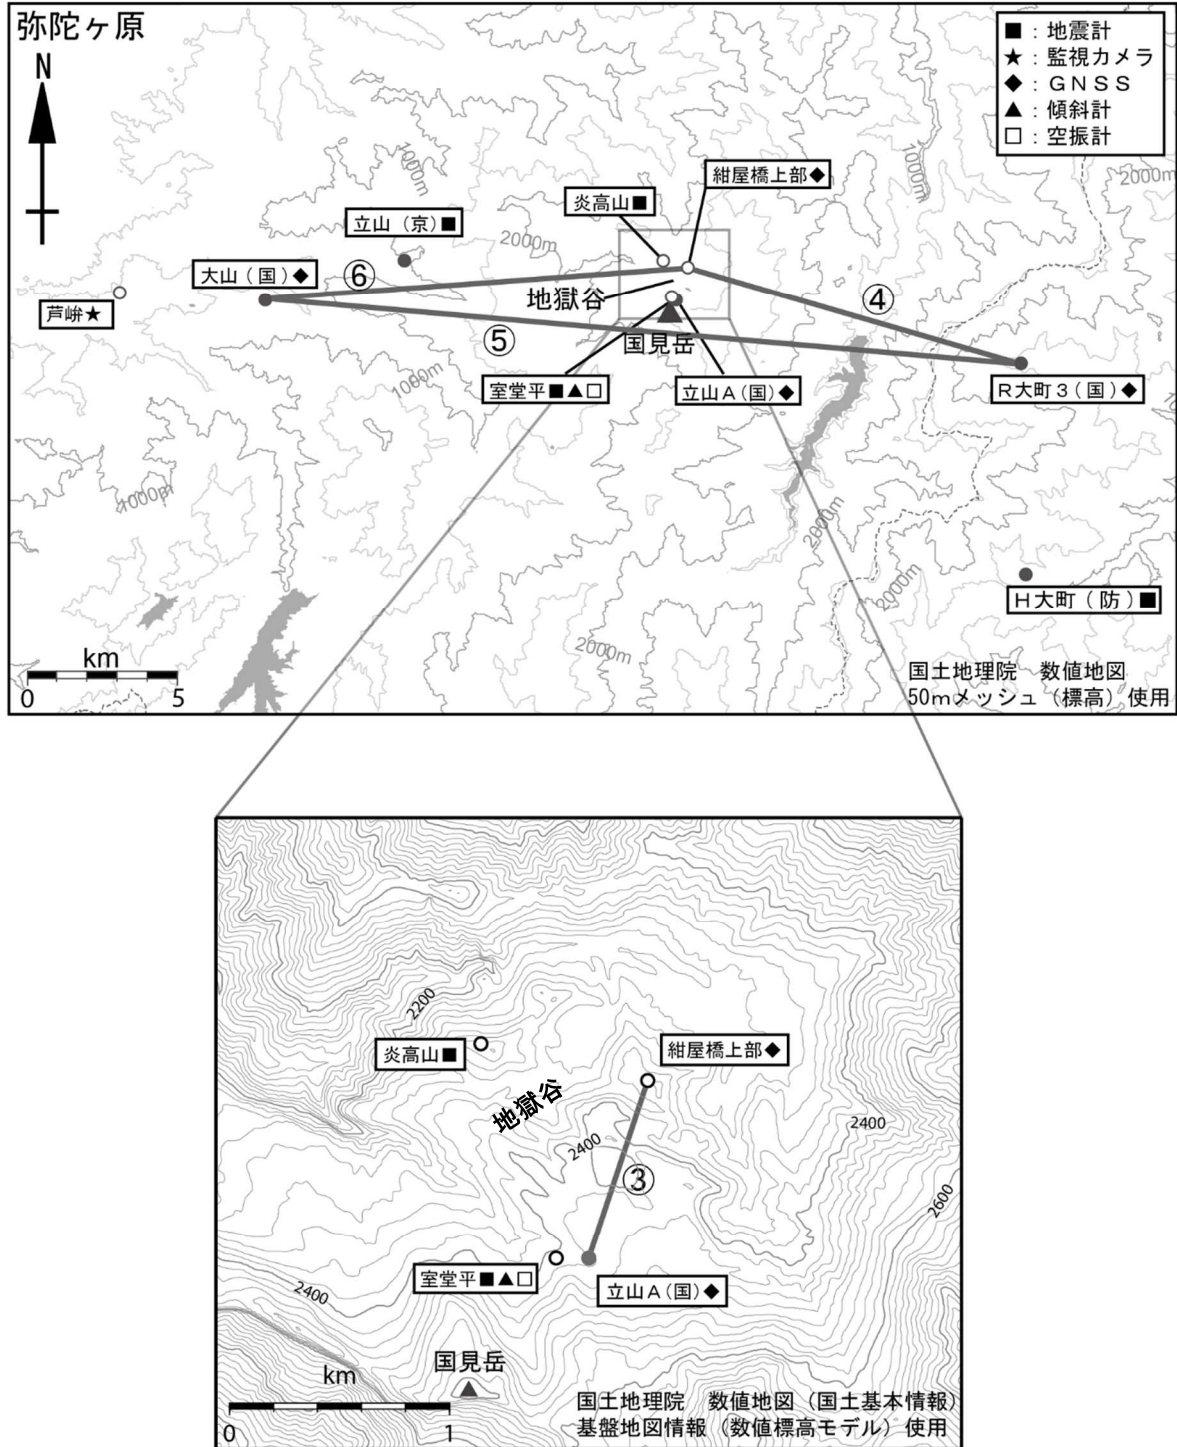 弥陀ヶ原
N
■：地震計
★：監視カメラ
◆：ＧＮＳＳ
▲：傾斜計
□：空振計
1000m
1000m
2000m
紺屋橋上部◆
炎高山■
立山（京）■
2000m
大山（国）◆
⑥
④
芦峅★
地獄谷
⑤
国見岳
1000m
室堂平■▲□
立山Ａ（国）◆
Ｒ大町３（国）◆
1000m
2000m
2000m
Ｈ大町（防）■
2000m
km
0 5
国土地理院　数値地図
50mメッシュ（標高）使用
2200
炎高山■
紺屋橋上部◆
地獄谷
2400
2400
③
2600
室堂平■▲□
立山Ａ（国）◆
2400
国見岳
km
0 1
国土地理院　数値地図（国土基本情報）
基盤地図情報（数値標高モデル）使用